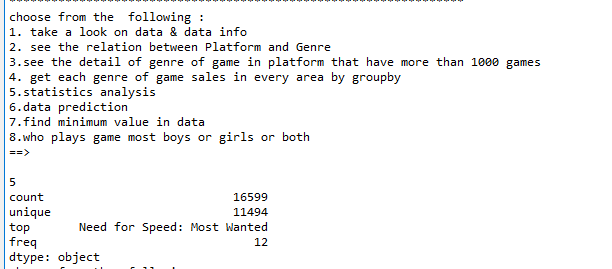 choose from the  following :
1. take a look on data & data info
2. see the relation between Platform and Genre
3.see the detail of genre of game in platform that have more than 1000 games
4. get each genre of game sales in every area by groupby
5.statistics analysis
6.data prediction
7.find minimum value in data
8.who plays game most boys or girls or both
==>
5
count                          16599
unique                         11494
top       Need for Speed: Most Wanted
freq                              12
dtype: object